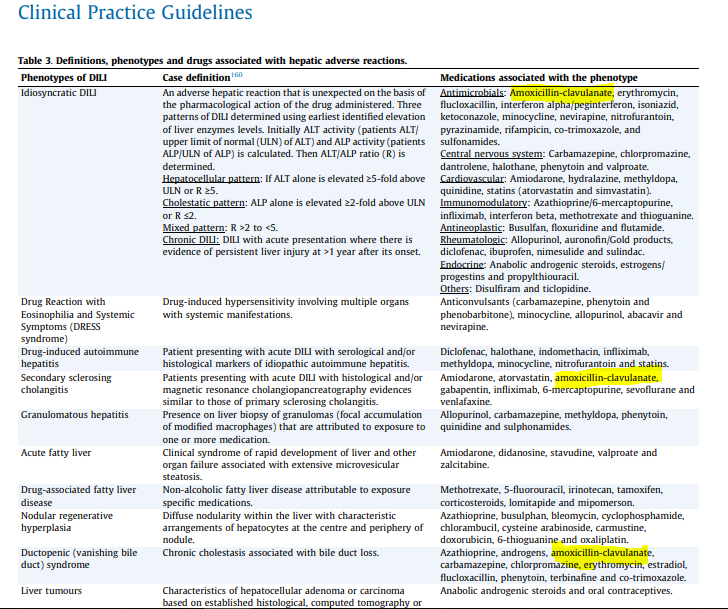 Clinical Practice Guidelines
Table 3. Definitions, phenotypes and drugs associated with hepatic adverse reactions.
Phenotypes of DILI
Case definition160
Medications associated with the phenotype
Idiosyncratic DILI
An adverse hepatic reaction that is unexpected on the basis of
the pharmacological action of the drug administered. Three
patterns of DILI determined using earliest identified elevation
of liver enzymes levels. Initially ALT activity (patients ALT/
upper limit of normal (ULN) of ALT) and ALP activity (patients
ALP/ULN of ALP) is calculated. Then ALT/ALP ratio (R) is
determined.
Hepatocellular pattern: If ALT alone is elevated ≥5-fold above
ULN or R ≥5.
Cholestatic pattern: ALP alone is elevated ≥2-fold above ULN
or R ≤2.
Mixed pattern: R >2 to <5.
Chronic DILI: DILI with acute presentation where there is
evidence of persistent liver injury at >1 year after its onset.
Antimicrobials: Amoxicillin-clavulanate, erythromycin,
flucloxacillin, interferon alpha/peginterferon, isoniazid,
ketoconazole, minocycline, nevirapine, nitrofurantoin,
pyrazinamide, rifampicin, co-trimoxazole, and
sulfonamides.
Central nervous system: Carbamazepine, chlorpromazine,
dantrolene, halothane, phenytoin and valproate.
Cardiovascular: Amiodarone, hydralazine, methyldopa,
quinidine, statins (atorvastatin and simvastatin).
Immunomodulatory: Azathioprine/6-mercaptopurine,
infliximab, interferon beta, methotrexate and thioguanine.
Antineoplastic: Busulfan, floxuridine and flutamide.
Rheumatologic: Allopurinol, auronofin/Gold products,
diclofenac, ibuprofen, nimesulide and sulindac.
Endocrine: Anabolic androgenic steroids, estrogens/
progestins and propylthiouracil.
Others: Disulfiram and ticlopidine.
Drug Reaction with
Eosinophilia and Systemic
Symptoms (DRESS
syndrome)
Drug-induced hypersensitivity involving multiple organs
with systemic manifestations.
Anticonvulsants (carbamazepine, phenytoin and
phenobarbitone), minocycline, allopurinol, abacavir and
nevirapine.
Drug-induced autoimmune
hepatitis
Patient presenting with acute DILI with serological and/or
histological markers of idiopathic autoimmune hepatitis.
Diclofenac, halothane, indomethacin, infliximab,
methyldopa, minocycline, nitrofurantoin and statins.
Secondary sclerosing
cholangitis
Patients presenting with acute DILI with histological and/or
magnetic resonance cholangiopancreatography evidences
similar to those of primary sclerosing cholangitis.
Amiodarone, atorvastatin, amoxicillin-clavulanate,
gabapentin, infliximab, 6-mercaptopurine, sevoflurane and
venlafaxine.
Granulomatous hepatitis
Presence on liver biopsy of granulomas (focal accumulation
of modified macrophages) that are attributed to exposure to
one or more medication.
Allopurinol, carbamazepine, methyldopa, phenytoin,
quinidine and sulphonamides.
Acute fatty liver
Clinical syndrome of rapid development of liver and other
organ failure associated with extensive microvesicular
steatosis.
Amiodarone, didanosine, stavudine, valproate and
zalcitabine.
Drug-associated fatty liver
disease
Non-alcoholic fatty liver disease attributable to exposure
specific medications.
Methotrexate, 5-fluorouracil, irinotecan, tamoxifen,
corticosteroids, lomitapide and mipomerson.
Nodular regenerative
hyperplasia
Diffuse nodularity within the liver with characteristic
arrangements of hepatocytes at the centre and periphery of
nodule.
Azathioprine, busulphan, bleomycin, cyclophosphamide,
chlorambucil, cysteine arabinoside, carmustine,
doxorubicin, 6-thioguanine and oxaliplatin.
Ductopenic (vanishing bile
duct) syndrome
Chronic cholestasis associated with bile duct loss.
Azathioprine, androgens, amoxicillin-clavulanate,
carbamazepine, chlorpromazine, erythromycin, estradiol,
flucloxacillin, phenytoin, terbinafine and co-trimoxazole.
Liver tumours
Characteristics of hepatocellular adenoma or carcinoma
based on established histological, computed tomography or
Anabolic androgenic steroids and oral contraceptives.